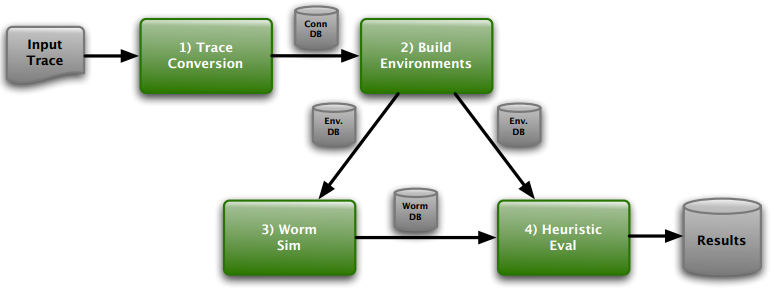 Input
Trace
1) Trace
Conversion
Conn
DB
2) Build
Environments
Env.
DB
Env.
DB
3) Worm
Sim
Worm
DB
4) Heuristic
Eval
Results